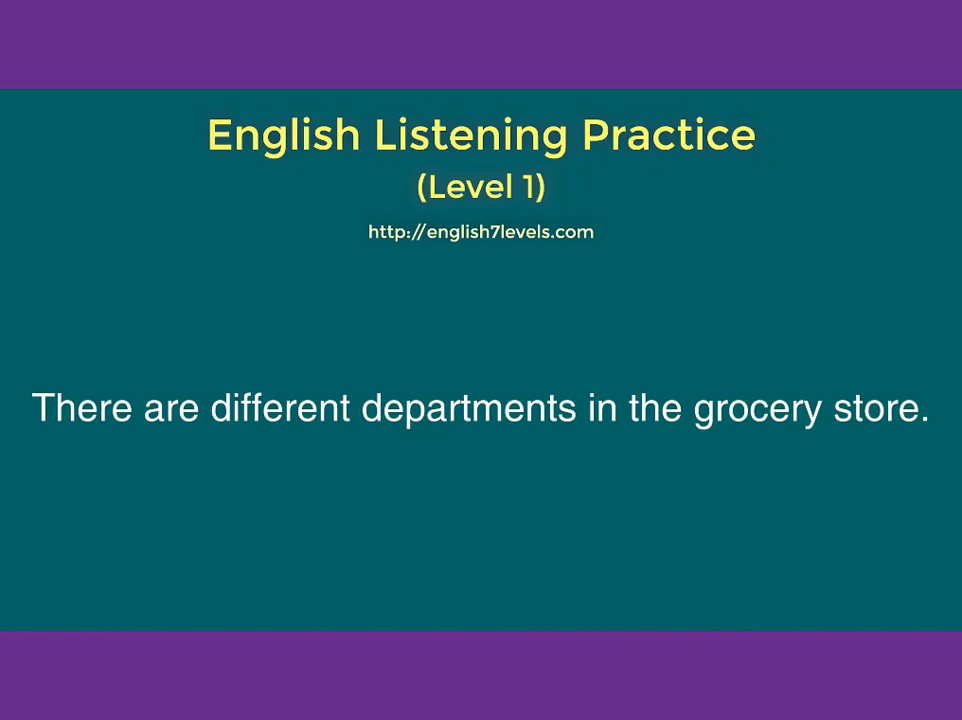 English Listening Practice
(Level 1)
http://english7levels.com
There are different departments in the grocery store.